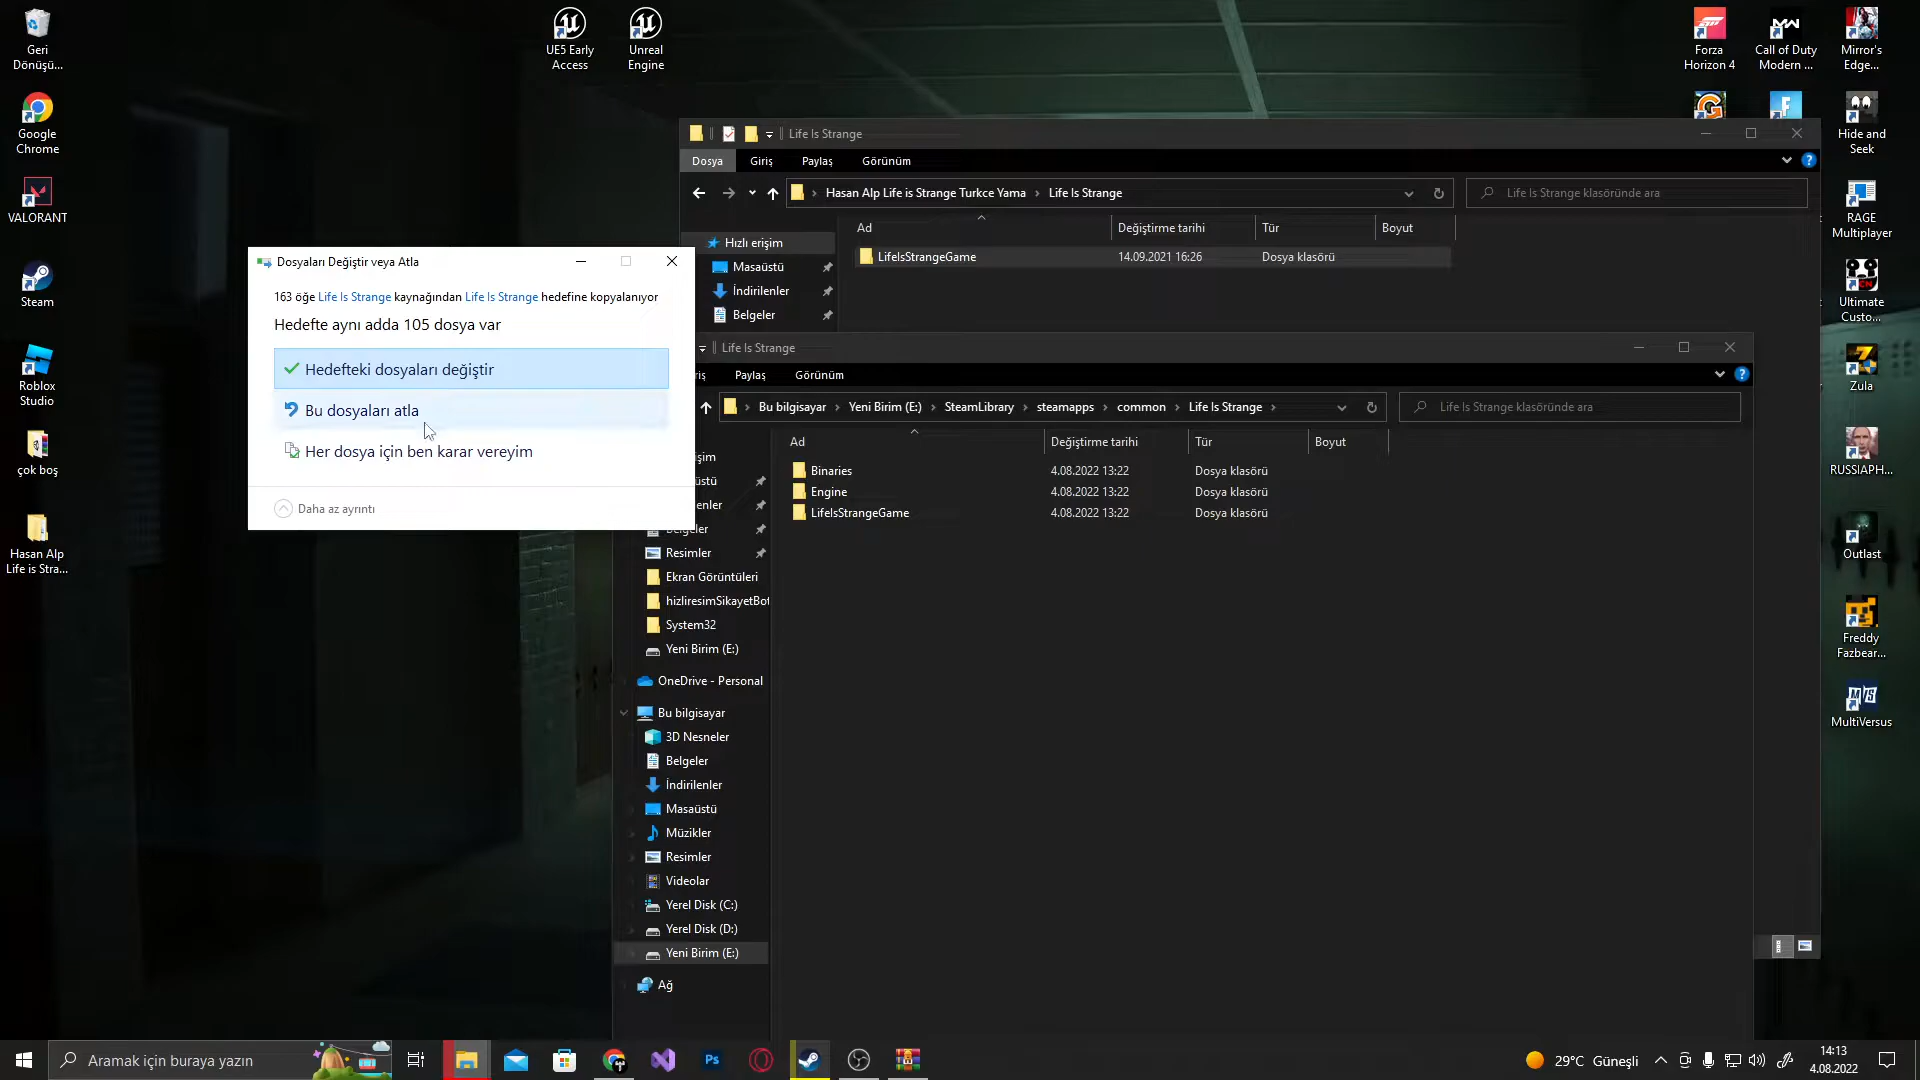 Geri
Dönüşü...
Google
Chrome
VALORANT
Steam
Roblox
Studio
çok boş
Hasan Alp
Life is Stra...
UE5 Early
Access
Unreal
Engine
Forza
Horizon 4
Call of Duty
Modern ...
Mirror's
Edge...
Hide and
Seek
RAGE
Multiplayer
Ultimate
Custo...
Zula
RUSSIAPH...
Outlast
Freddy
Fazbear...
MultiVersus
Life Is Strange
Dosya Giriş Paylaş Görünüm
Hasan Alp Life is Strange Turkce Yama Life Is Strange
Life Is Strange klasöründe ara
Ad Değiştirme tarihi Tür Boyut
LifeIsStrangeGame 14.09.2021 16:26 Dosya klasörü
Hızlı erişim
Masaüstü
İndirilenler
Belgeler
Dosyaları Değiştir veya Atla
163 öğe Life Is Strange kaynağından Life Is Strange hedefine kopyalanıyor
Hedefte aynı adda 105 dosya var
Hedefteki dosyaları değiştir
Bu dosyaları atla
Her dosya için ben karar vereyim
Daha az ayrıntı
Life Is Strange
riş Paylaş Görünüm
Bu bilgisayar Yeni Birim (E:) SteamLibrary steamapps common Life Is Strange
Life Is Strange klasöründe ara
Ad Değiştirme tarihi Tür Boyut
Binaries 4.08.2022 13:22 Dosya klasörü
Engine 4.08.2022 13:22 Dosya klasörü
LifeIsStrangeGame 4.08.2022 13:22 Dosya klasörü
işim
üstü
enler
Belgeler
Resimler
Ekran Görüntüleri
hizliresimSikayetBot
System32
Yeni Birim (E:)
OneDrive - Personal
Bu bilgisayar
3D Nesneler
Belgeler
İndirilenler
Masaüstü
Müzikler
Resimler
Videolar
Yerel Disk (C:)
Yerel Disk (D:)
Yeni Birim (E:)
Ağ
Aramak için buraya yazın
Ps
29°C Güneşli
14:13
4.08.2022